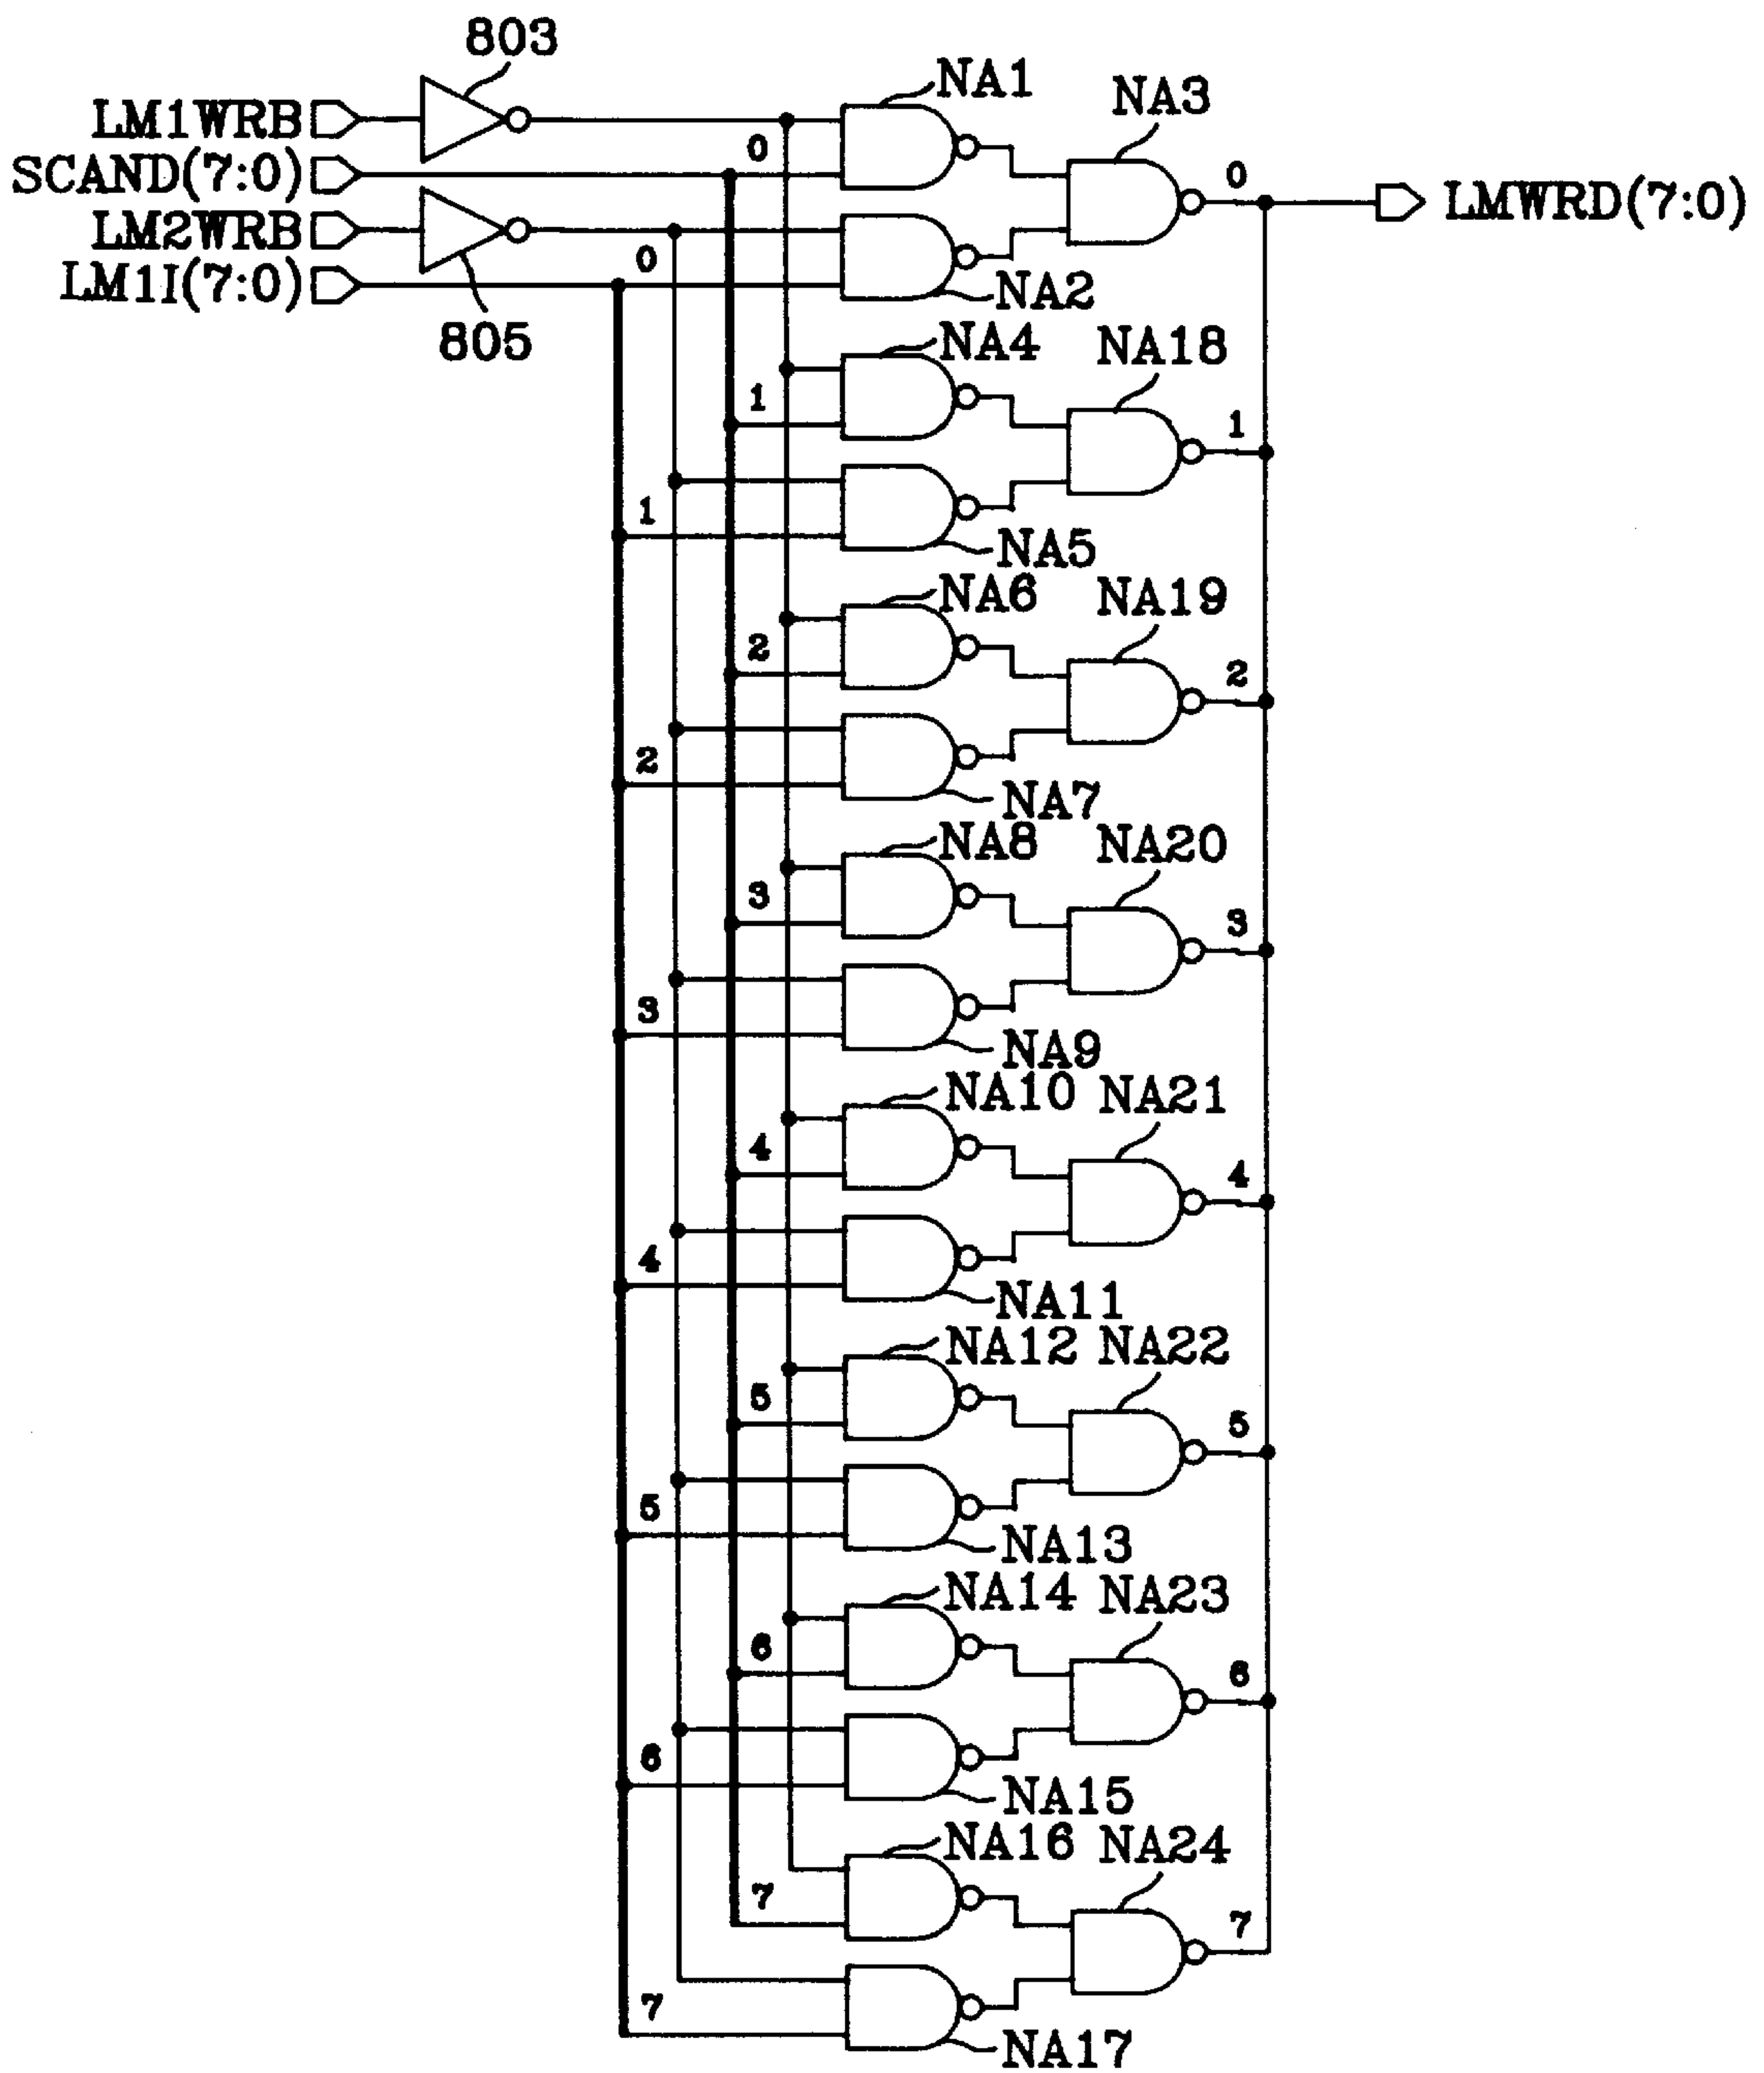 803
NA1
NA3
LM1WRB
0
SCAND(7:0)
0
LMWRD(7:0)
LM2WRB
0
LM1I(7:0)
NA2
805
NA4
NA18
1
1
1
NA5
NA6
NA19
2
2
2
NA7
NA8
NA20
3
3
3
NA9
NA10
NA21
4
4
4
NA11
NA12
NA22
5
5
5
NA13
NA14
NA23
6
6
6
NA15
NA16
NA24
7
7
7
NA17